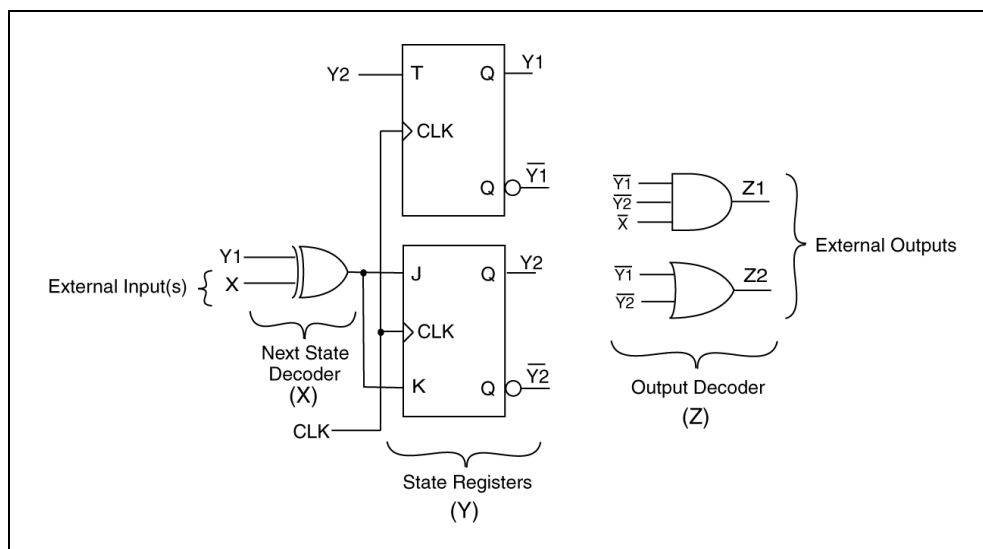 Y2
T
Q
Y1
CLK
Q
Y̅1̅
External Input(s)
Y1
X
Next State
Decoder
(X)
CLK
J
Q
Y2
CLK
K
Q
Y̅2̅
State Registers
(Y)
Y̅1̅
Y̅2̅
X̅
Z1
Y̅1̅
Y̅2̅
Z2
External Outputs
Output Decoder
(Z)